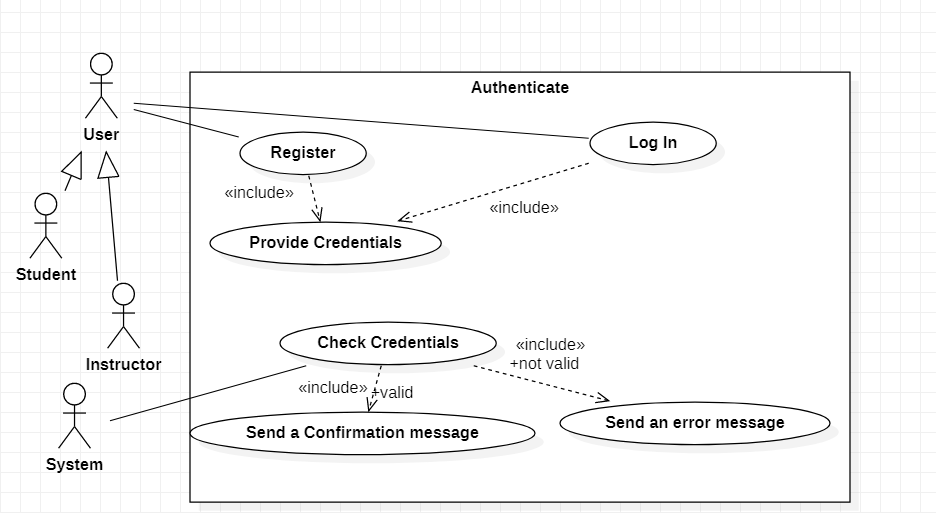 Authenticate
User
Register
Log In
«include»
«include»
Provide Credentials
Student
Instructor
Check Credentials
«include»
+not valid
«include»
+valid
Send a Confirmation message
Send an error message
System